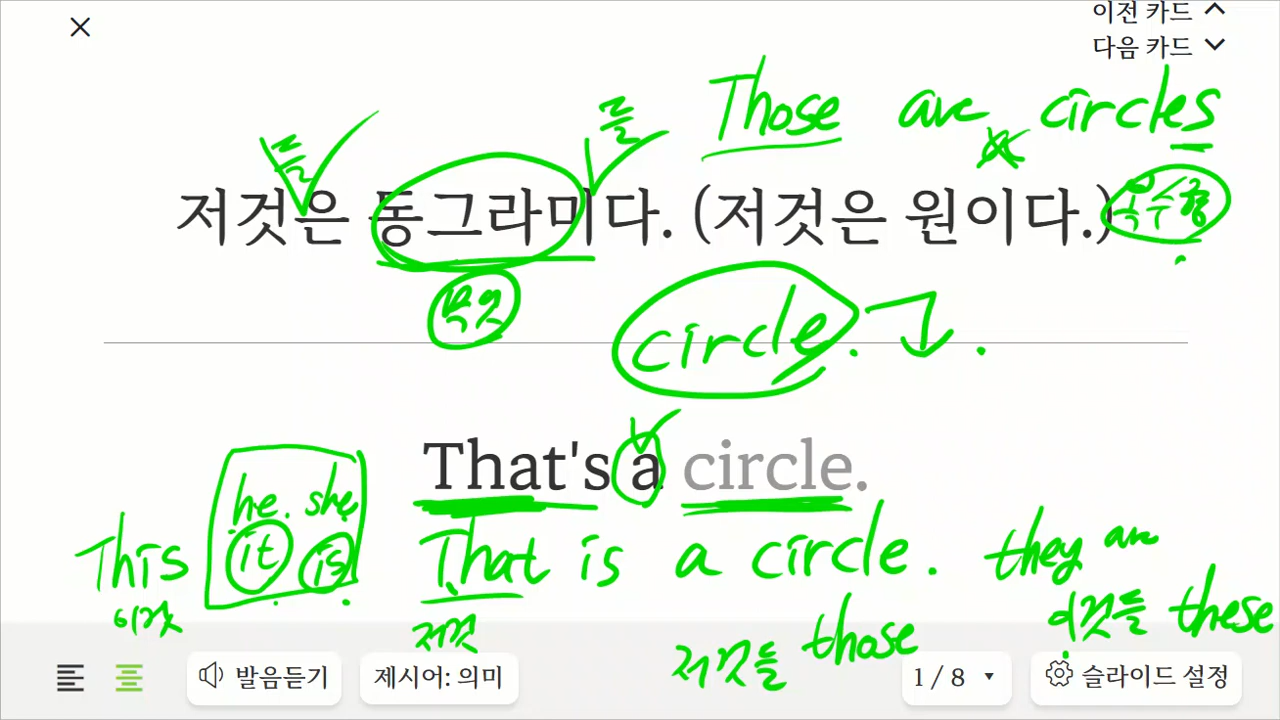 이전 카드
다음 카드
Those are circles
들
들
저것은 동그라미다. (저것은 원이다.)
복수형
무엇
circle.
That's a circle.
he. she
it is
This
이것
That is a circle.
저것
they are
이것들 these
저것들 those
발음듣기
제시어: 의미
1 / 8
슬라이드 설정